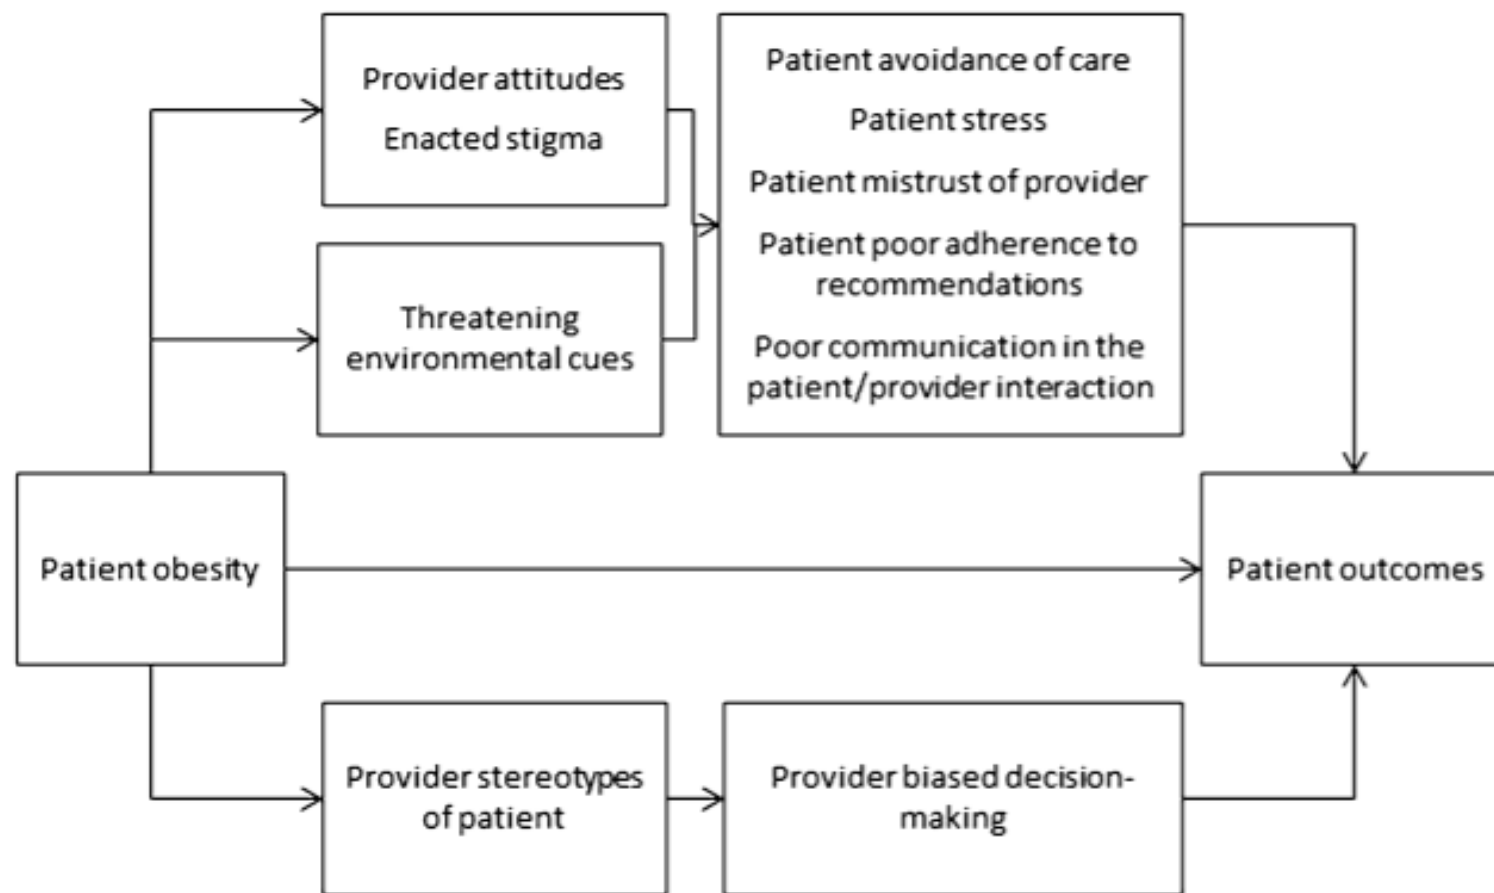 Provider attitudes
Enacted stigma
Patient avoidance of care
Patient stress
Patient mistrust of provider
Patient poor adherence to
recommendations
Poor communication in the
patient/provider interaction
Threatening
environmental cues
Patient obesity
Patient outcomes
Provider stereotypes
of patient
Provider biased decision-
making